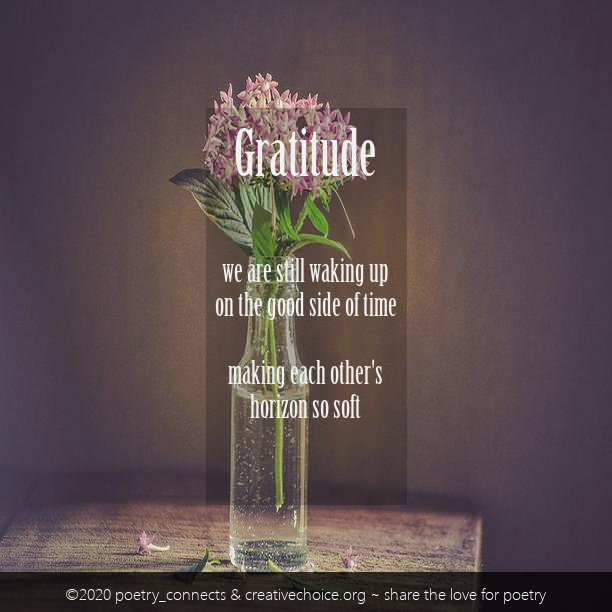 Gratitude
we are still waking up
on the good side of time
making each other's
horizon so soft
©2020 poetry_connects & creativechoice.org ~ share the love for poetry